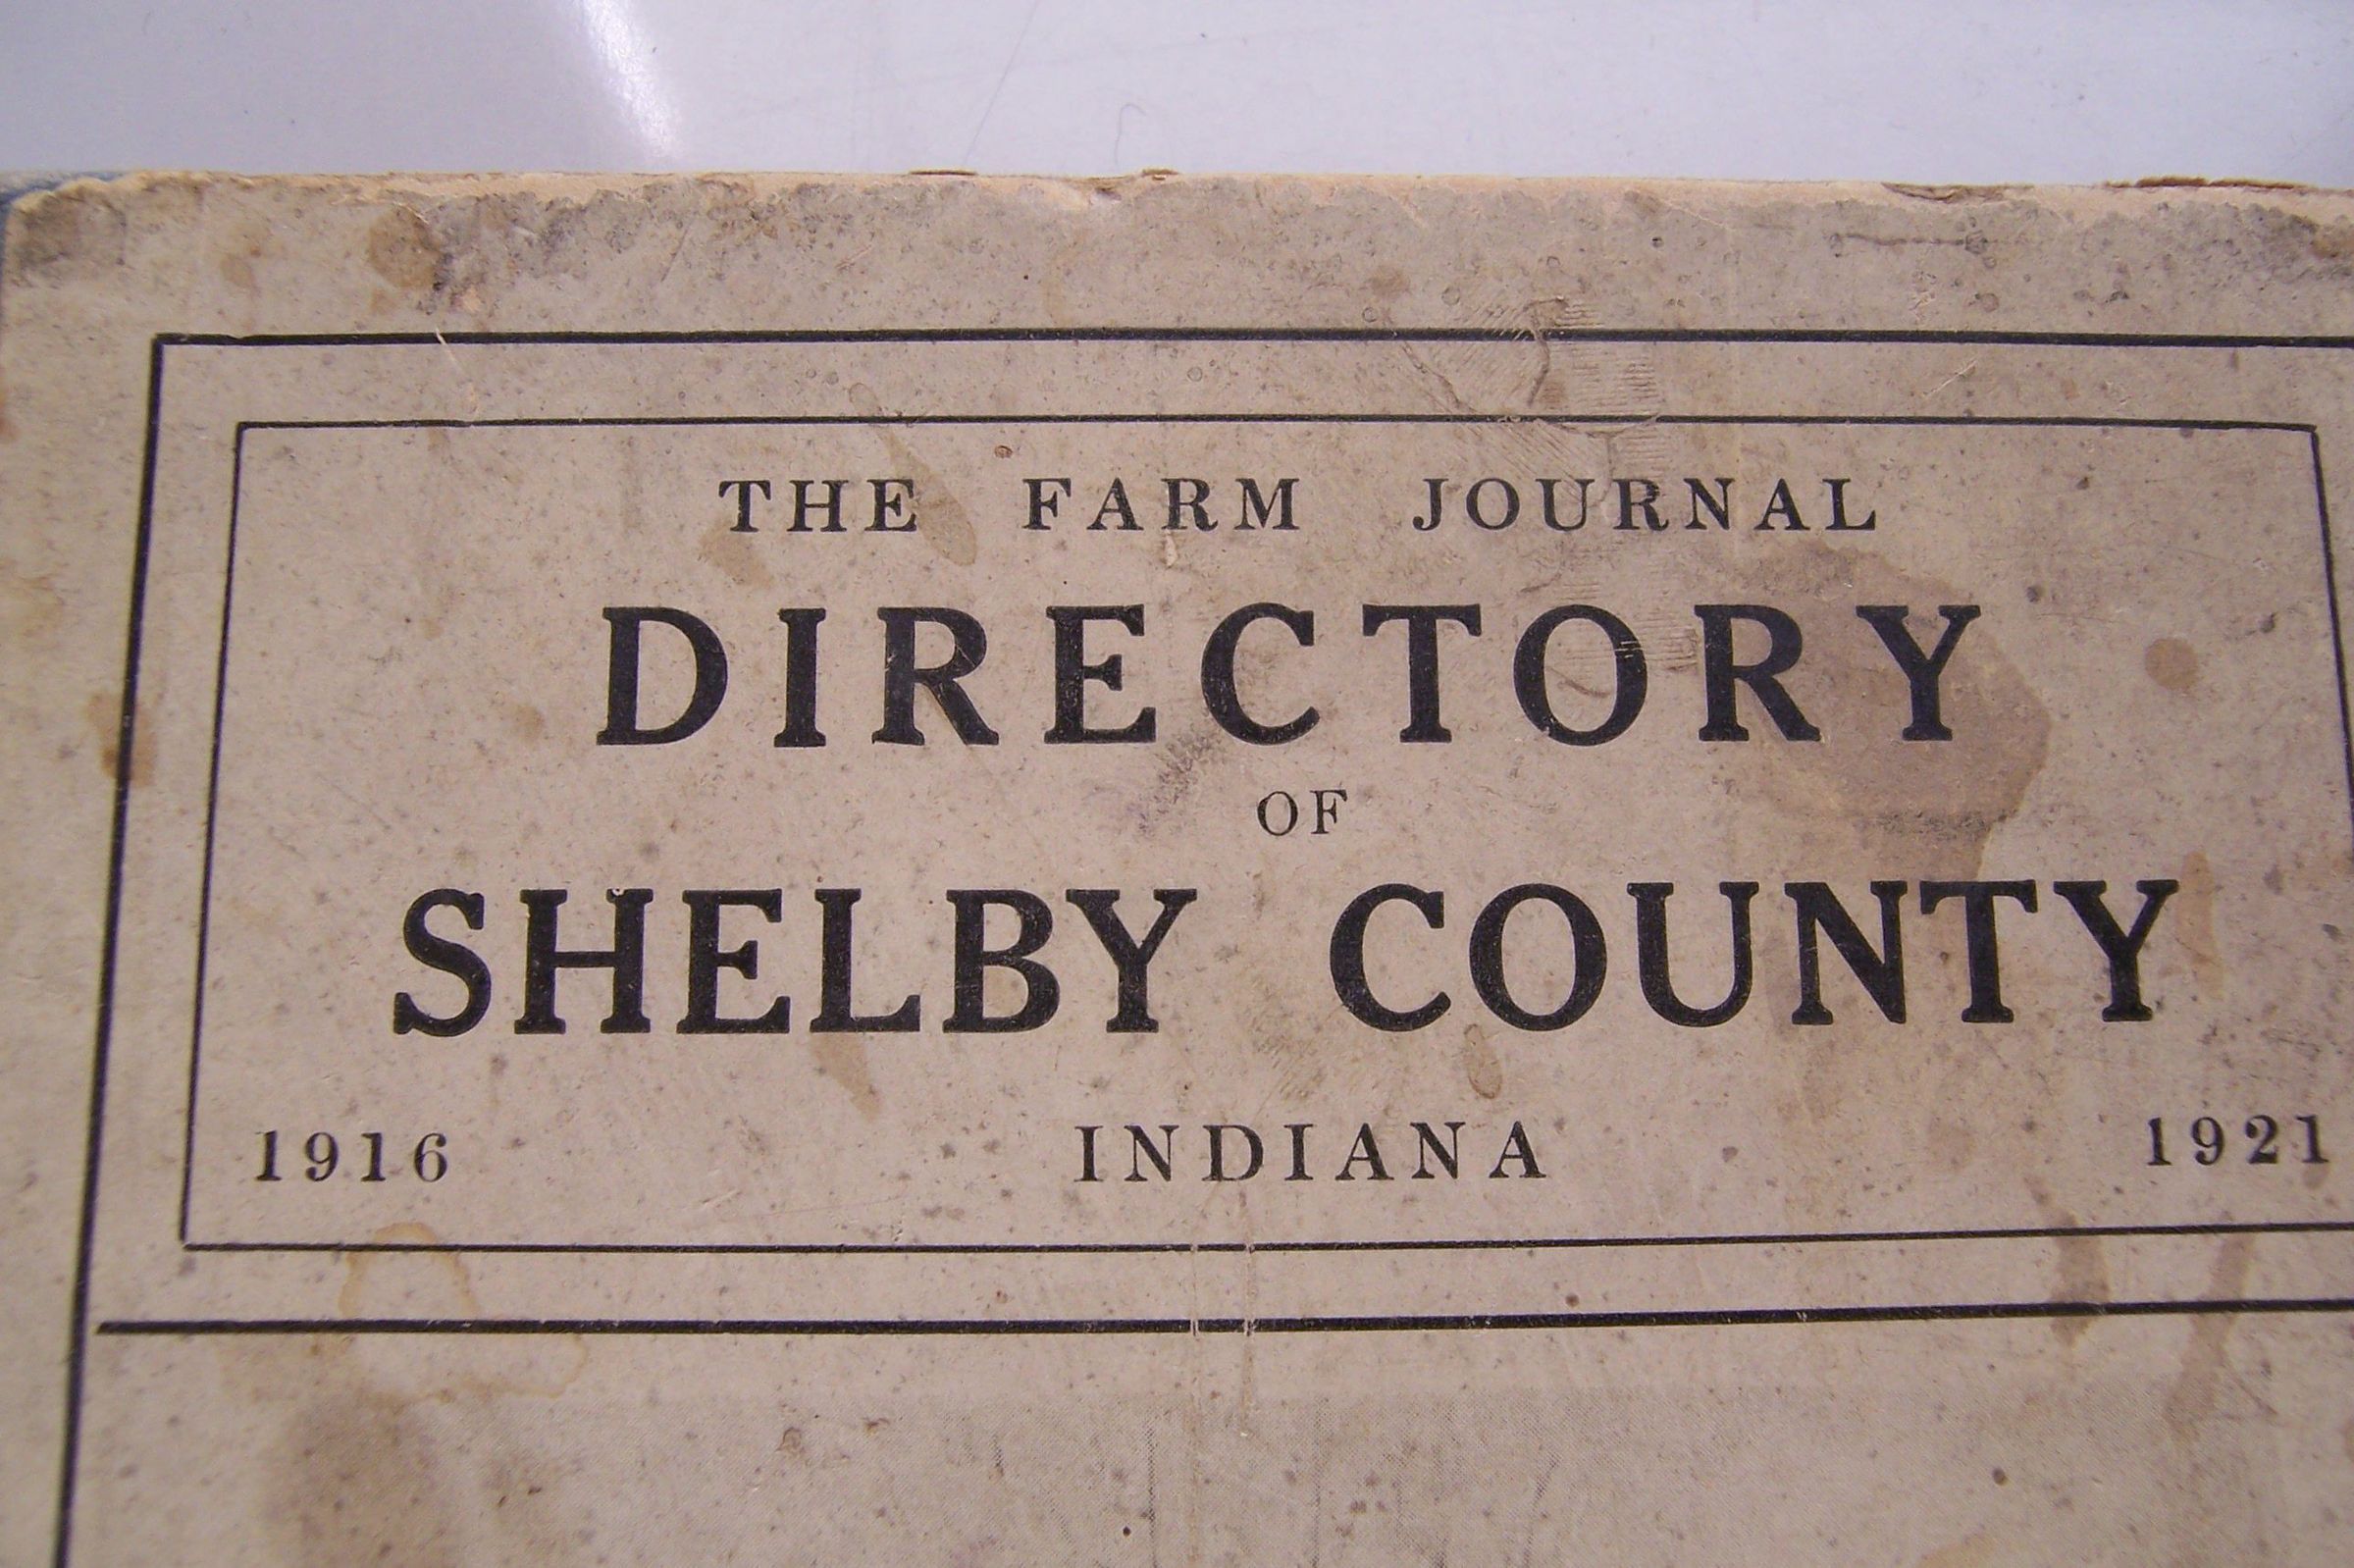 THE FARM JOURNAL
DIRECTORY
OF
SHELBY COUNTY
1916 INDIANA 1921